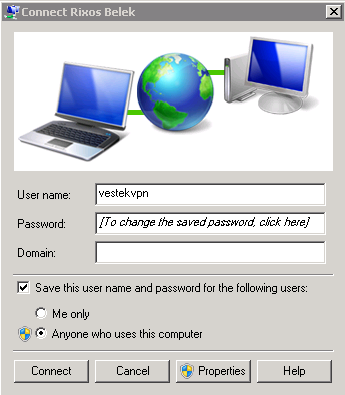 Connect Rixos Belek
User name:
vestekvpn
Password:
[To change the saved password, click here]
Domain:
Save this user name and password for the following users:
Me only
Anyone who uses this computer
Connect
Cancel
Properties
Help